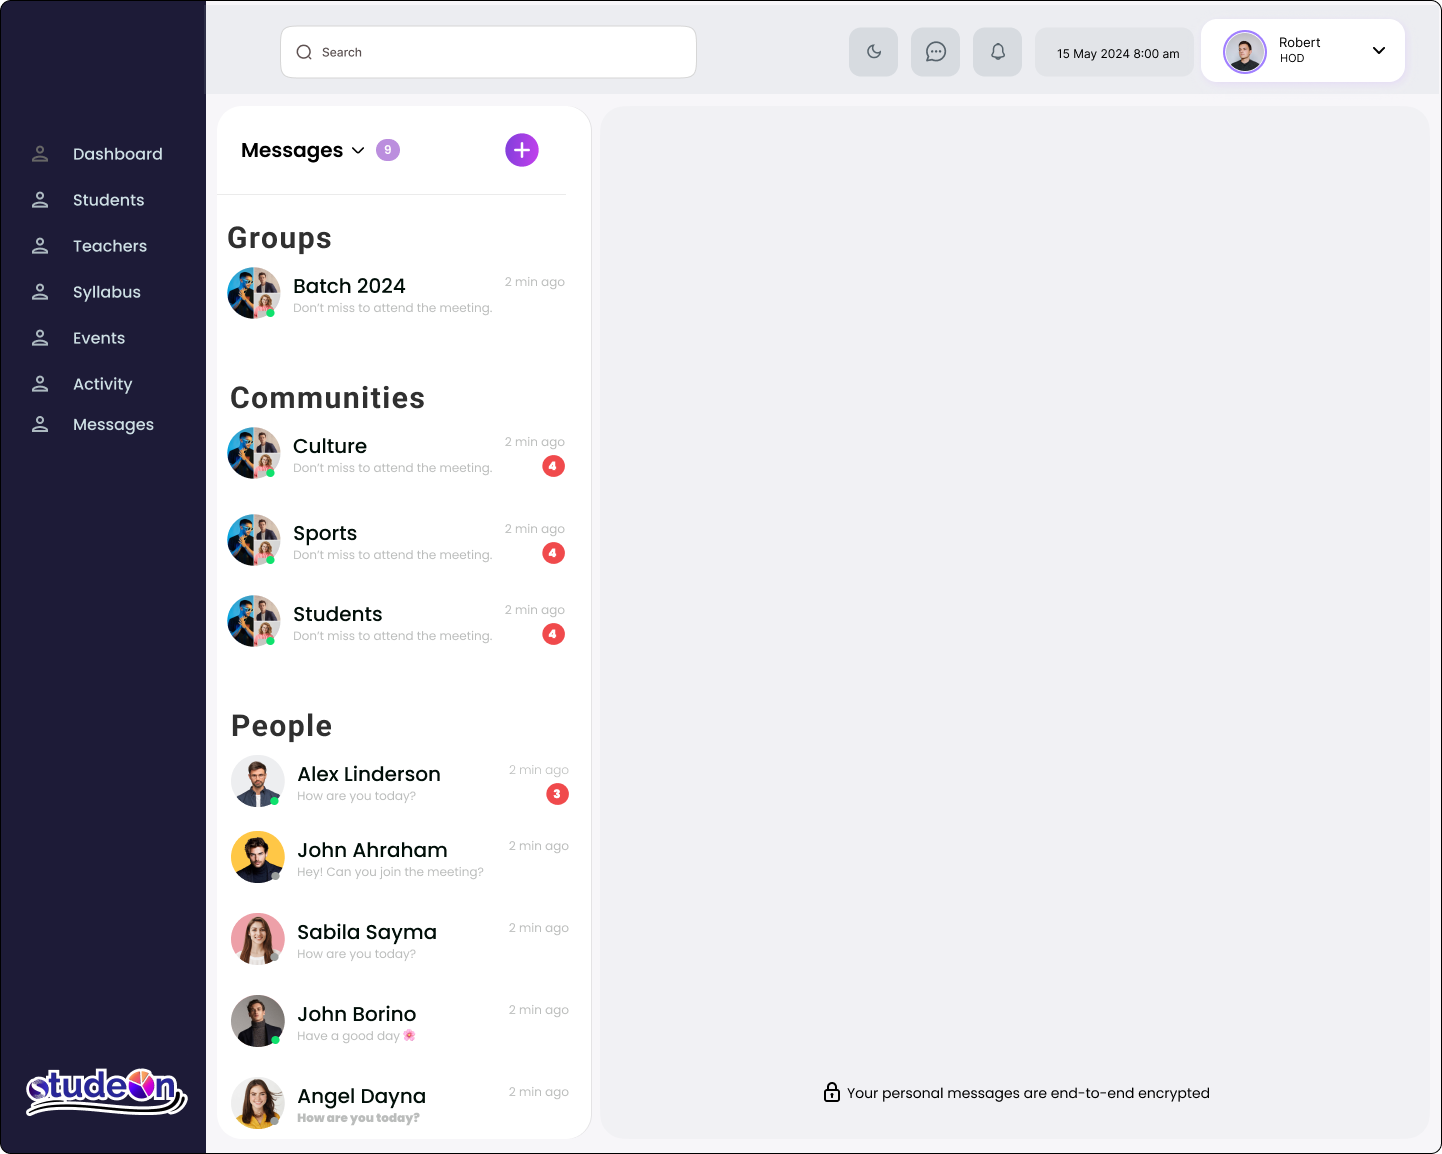 Search
15 May 2024 8:00 am
Robert
HOD
Dashboard
Students
Teachers
Syllabus
Events
Activity
Messages
studeOn
Messages
9
Groups
Batch 2024
2 min ago
Don't miss to attend the meeting.
Communities
Culture
2 min ago
Don't miss to attend the meeting.
4
Sports
2 min ago
Don't miss to attend the meeting.
4
Students
2 min ago
Don't miss to attend the meeting.
4
People
Alex Linderson
2 min ago
How are you today?
3
John Ahraham
2 min ago
Hey! Can you join the meeting?
Sabila Sayma
2 min ago
How are you today?
John Borino
2 min ago
Have a good day 🌸
Angel Dayna
2 min ago
How are you today?
Your personal messages are end-to-end encrypted